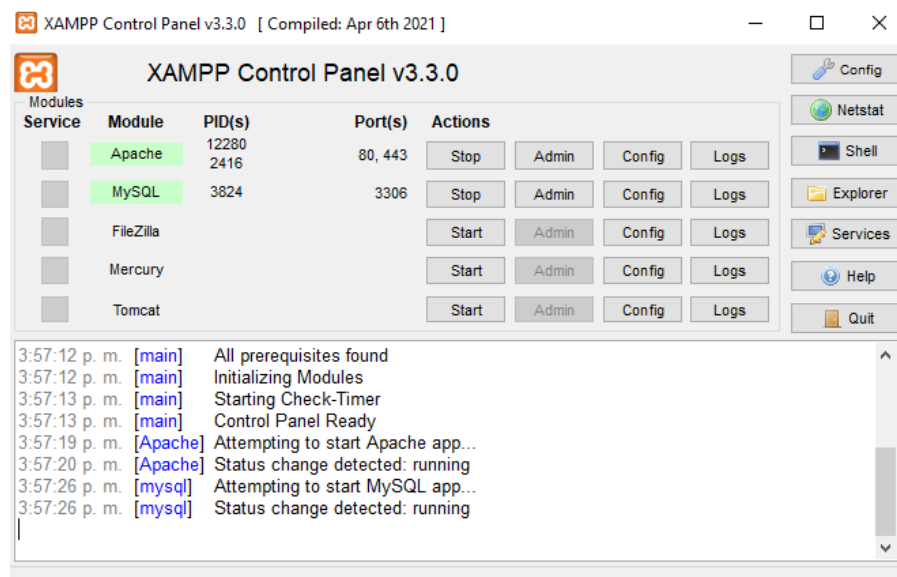 XAMPP Control Panel v3.3.0 [ Compiled: Apr 6th 2021 ]
XAMPP Control Panel v3.3.0
Config
Modules
Netstat
Service Module PID(s) Port(s) Actions
Apache 12280 2416 80, 443 Stop Admin Config Logs
Shell
MySQL 3824 3306 Stop Admin Config Logs
Explorer
FileZilla Start Admin Config Logs
Services
Mercury Start Admin Config Logs
Help
Tomcat Start Admin Config Logs
Quit
3:57:12 p. m. [main] All prerequisites found
3:57:12 p. m. [main] Initializing Modules
3:57:13 p. m. [main] Starting Check-Timer
3:57:13 p. m. [main] Control Panel Ready
3:57:19 p. m. [Apache] Attempting to start Apache app...
3:57:20 p. m. [Apache] Status change detected: running
3:57:26 p. m. [mysql] Attempting to start MySQL app...
3:57:26 p. m. [mysql] Status change detected: running